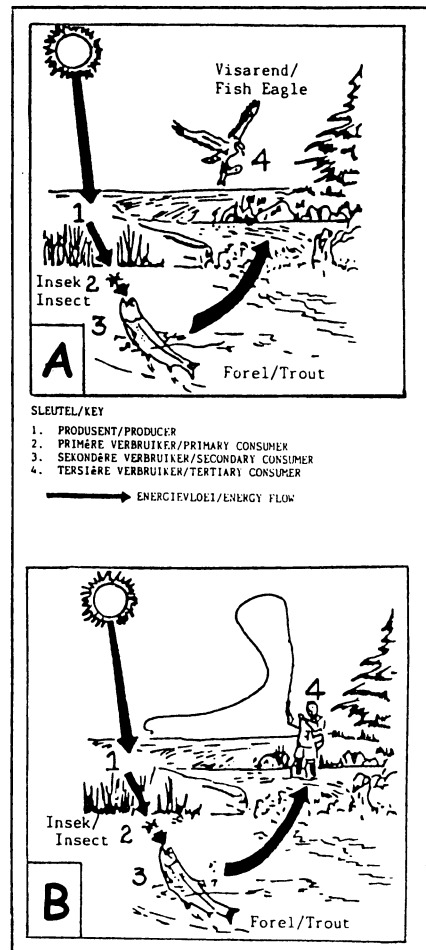 Visarend/
Fish Eagle
4
1
Insek 2
Insect
3
A
Forel/Trout
SLEUTEL/KEY
1. PRODUSENT/PRODUCER
2. PRIMêRE VERBRUIKER/PRIMARY CONSUMER
3. SEKONDêRE VERBRUIKER/SECONDARY CONSUMER
4. TERSIêRE VERBRUIKER/TERTIARY CONSUMER
ENERGIEVLOEI/ENERGY FLOW
4
1
Insek/
Insect 2
3
B
Forel/Trout